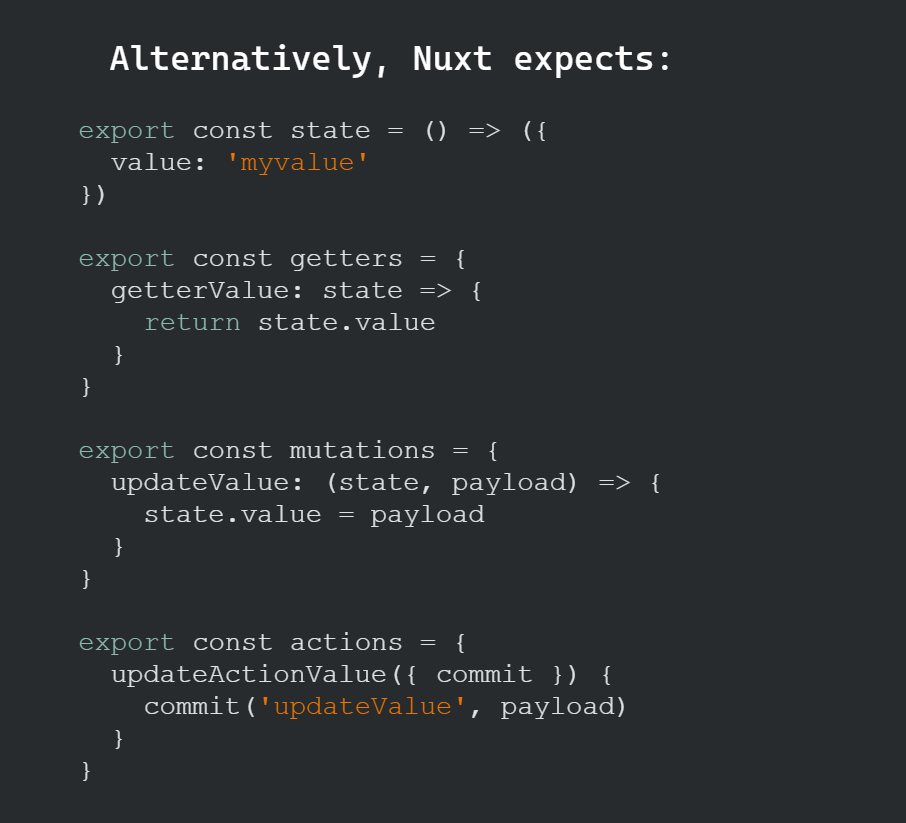 Alternatively, Nuxt expects:
export const state = () => ({
  value: 'myvalue'
})
export const getters = {
  getterValue: state => {
    return state.value
  }
}
export const mutations = {
  updateValue: (state, payload) => {
    state.value = payload
  }
}
export const actions = {
  updateActionValue({ commit }) {
    commit('updateValue', payload)
  }
}